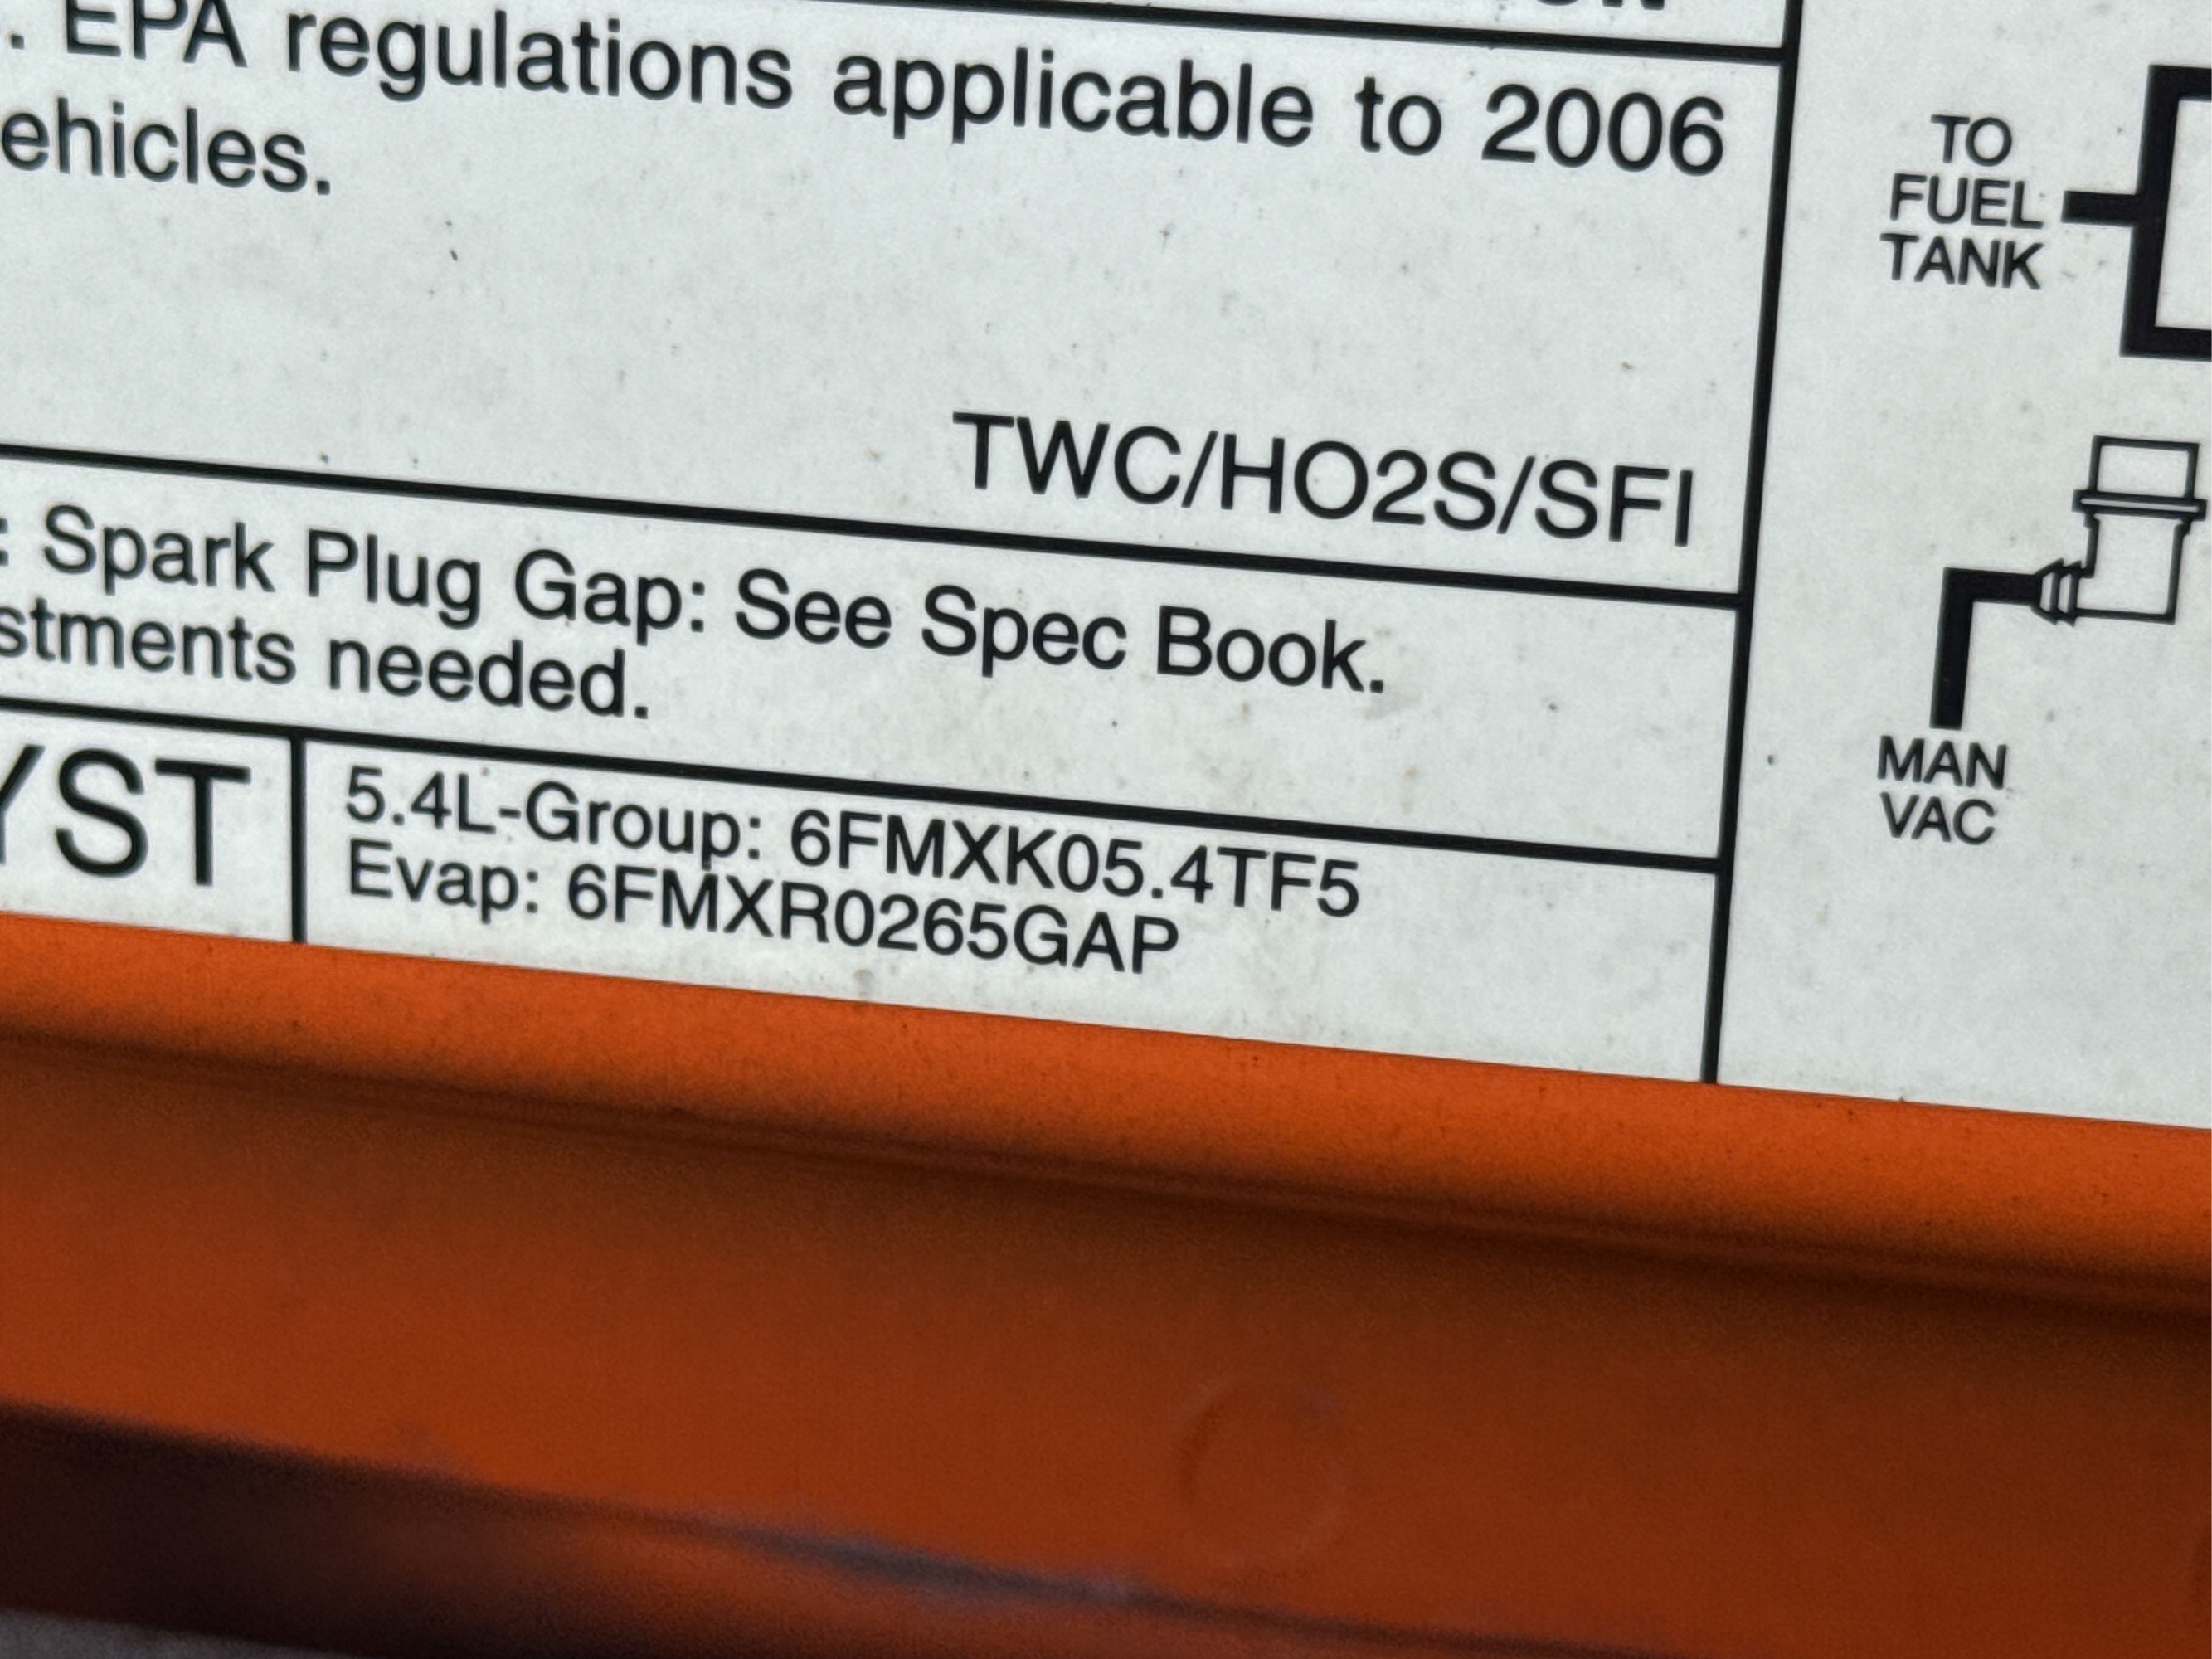 . EPA regulations applicable to 2006
ehicles.
TWC/HO2S/SFI
: Spark Plug Gap: See Spec Book.
stments needed.
YST
5.4L-Group: 6FMXK05.4TF5
Evap: 6FMXR0265GAP
TO
FUEL
TANK
MAN
VAC